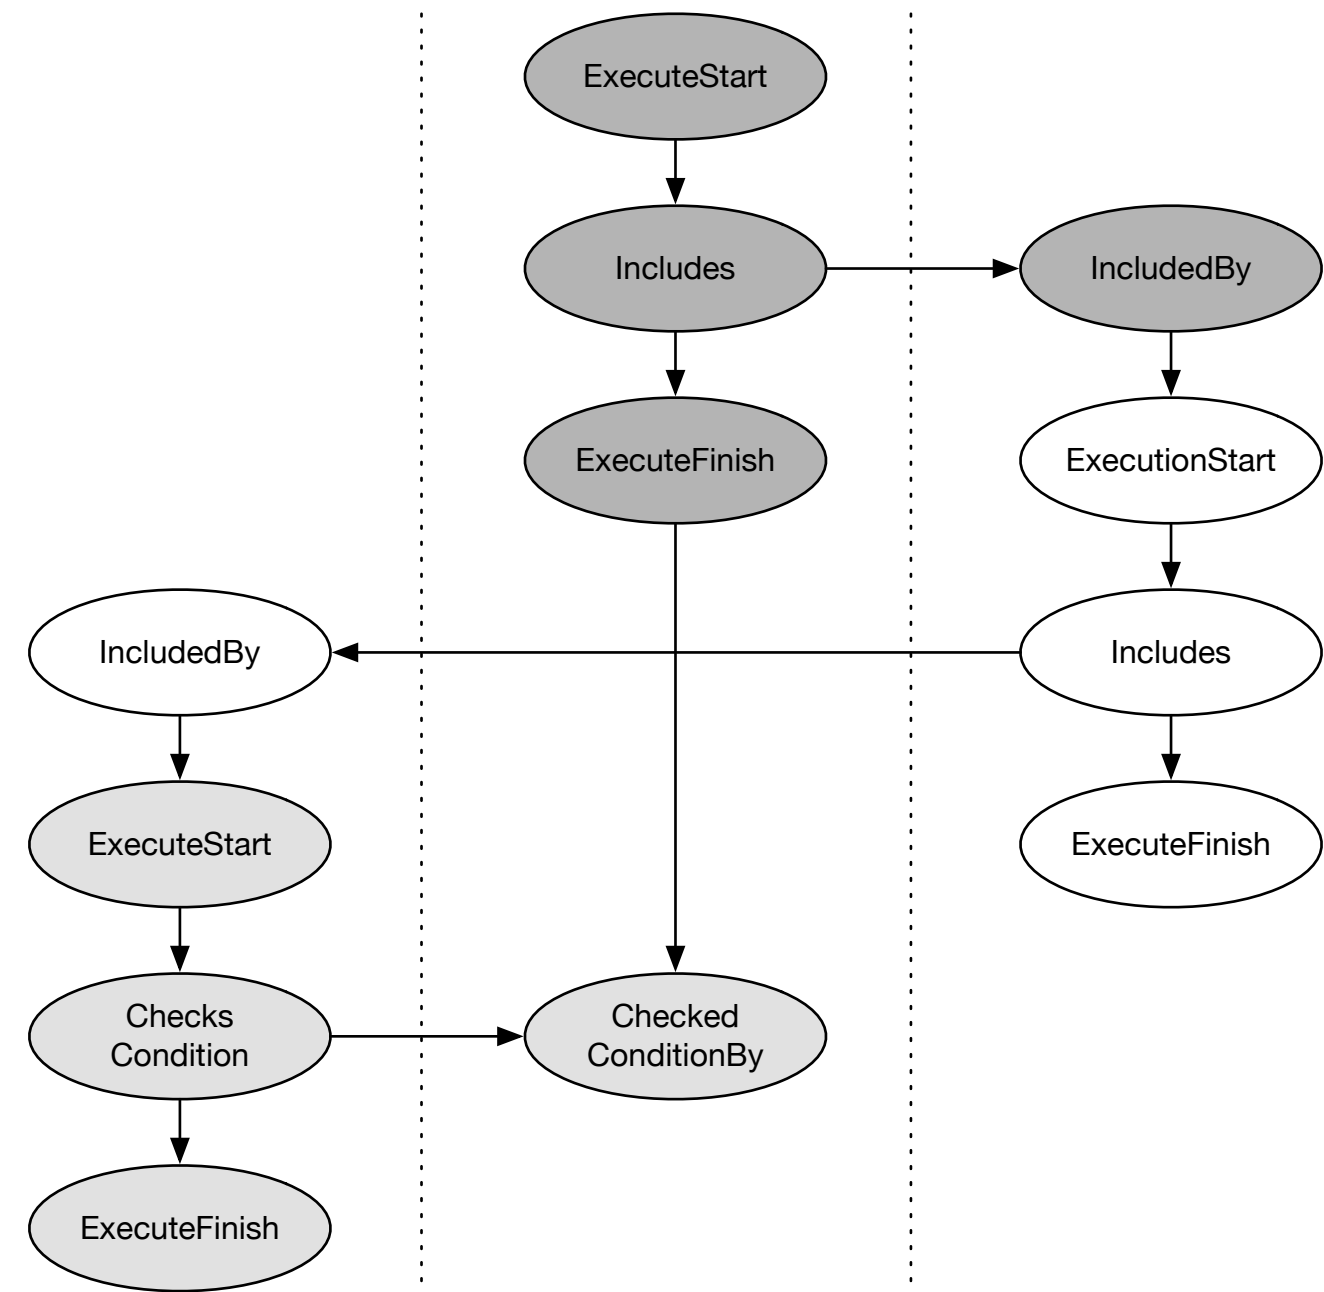 ExecuteStart
Includes
IncludedBy
ExecuteFinish
ExecutionStart
IncludedBy
Includes
ExecuteStart
ExecuteFinish
Checks
Condition
Checked
ConditionBy
ExecuteFinish